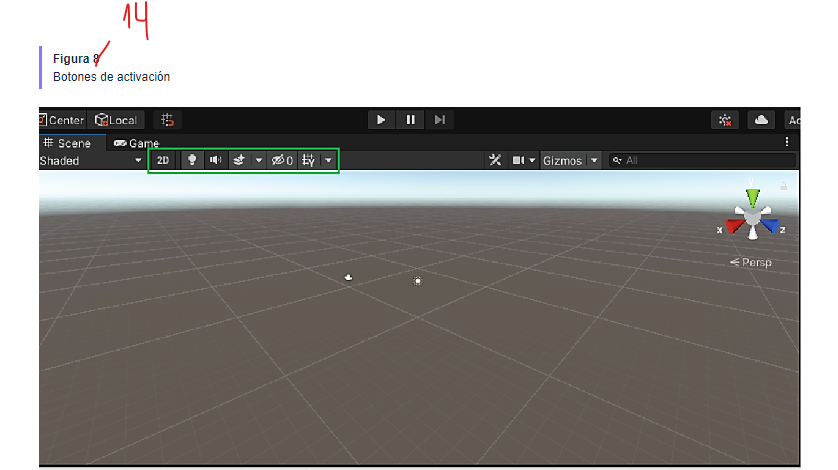 14
Figura 8
Botones de activación
Center Local
Scene Game
Shaded 2D 0 Gizmos All
x z
Persp